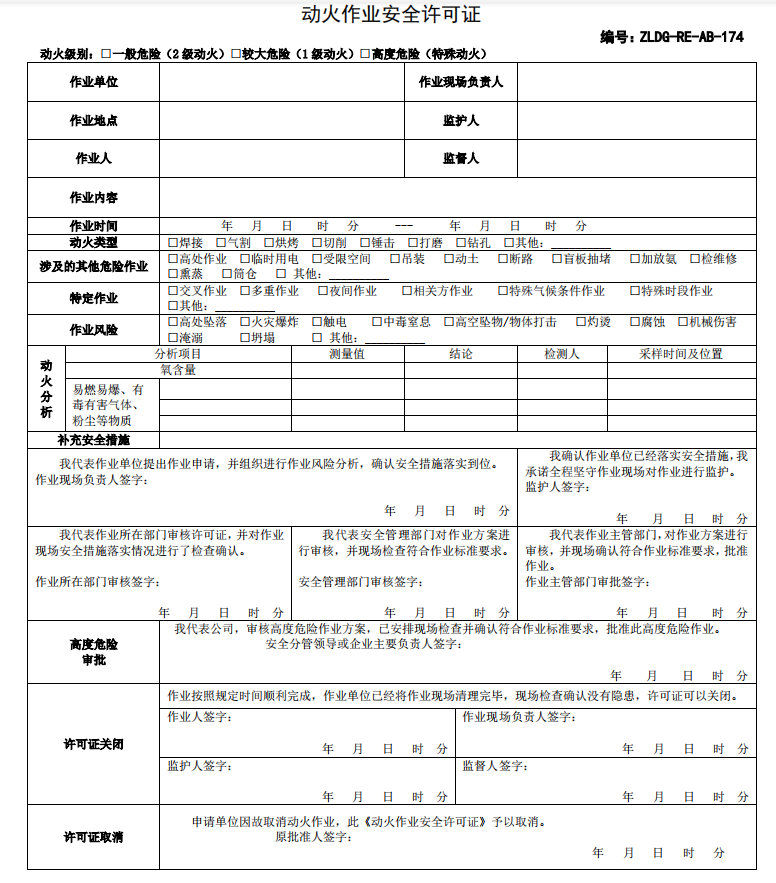 动火作业安全许可证
编号：ZLDG-RE-AB-174
动火级别：□一般危险（2级动火）□较大危险（1级动火）□高度危险（特殊动火）
作业单位 作业现场负责人
作业地点 监护人
作业人 监督人
作业内容
作业时间 年 月 日 时 分 --- 年 月 日 时 分
动火类型 □焊接 □气割 □烘烤 □切削 □锤击 □打磨 □钻孔 □其他：__________
涉及的其他危险作业 □高处作业 □临时用电 □受限空间 □吊装 □动土 □断路 □盲板抽堵 □加放氨 □检维修
□熏蒸 □筒仓 □ 其他：__________
特定作业 □交叉作业 □多重作业 □夜间作业 □相关方作业 □特殊气候条件作业 □特殊时段作业
□其他：__________
作业风险 □高处坠落 □火灾爆炸 □触电 □中毒窒息 □高空坠物/物体打击 □灼烫 □腐蚀 □机械伤害
□淹溺 □坍塌 □ 其他：__________
动火分析
分析项目 测量值 结论 检测人 采样时间及位置
氧含量
易燃易爆、有
毒有害气体、
粉尘等物质
补充安全措施
我代表作业单位提出作业申请，并组织进行作业风险分析，确认安全措施落实到位。
作业现场负责人签字：
年 月 日 时 分
我确认作业单位已经落实安全措施，我
承诺全程坚守作业现场对作业进行监护。
监护人签字：
年 月 日 时 分
我代表作业所在部门审核许可证，并对作业
现场安全措施落实情况进行了检查确认。
作业所在部门审核签字：
年 月 日 时 分
我代表安全管理部门对作业方案进
行审核，并现场检查符合作业标准要求。
安全管理部门审核签字：
年 月 日 时 分
我代表作业主管部门，对作业方案进行
审核，并现场确认符合作业标准要求，批准
作业。
作业主管部门审批签字：
年 月 日 时 分
高度危险
审批
我代表公司，审核高度危险作业方案，已安排现场检查并确认符合作业标准要求，批准此高度危险作业。
安全分管领导或企业主要负责人签字：
年 月 日 时 分
许可证关闭
作业按照规定时间顺利完成，作业单位已经将作业现场清理完毕，现场检查确认没有隐患，许可证可以关闭。
作业人签字：
年 月 日 时 分
作业现场负责人签字：
年 月 日 时 分
监护人签字：
年 月 日 时 分
监督人签字：
年 月 日 时 分
许可证取消
申请单位因故取消动火作业，此《动火作业安全许可证》予以取消。
原批准人签字：
年 月 日 时 分